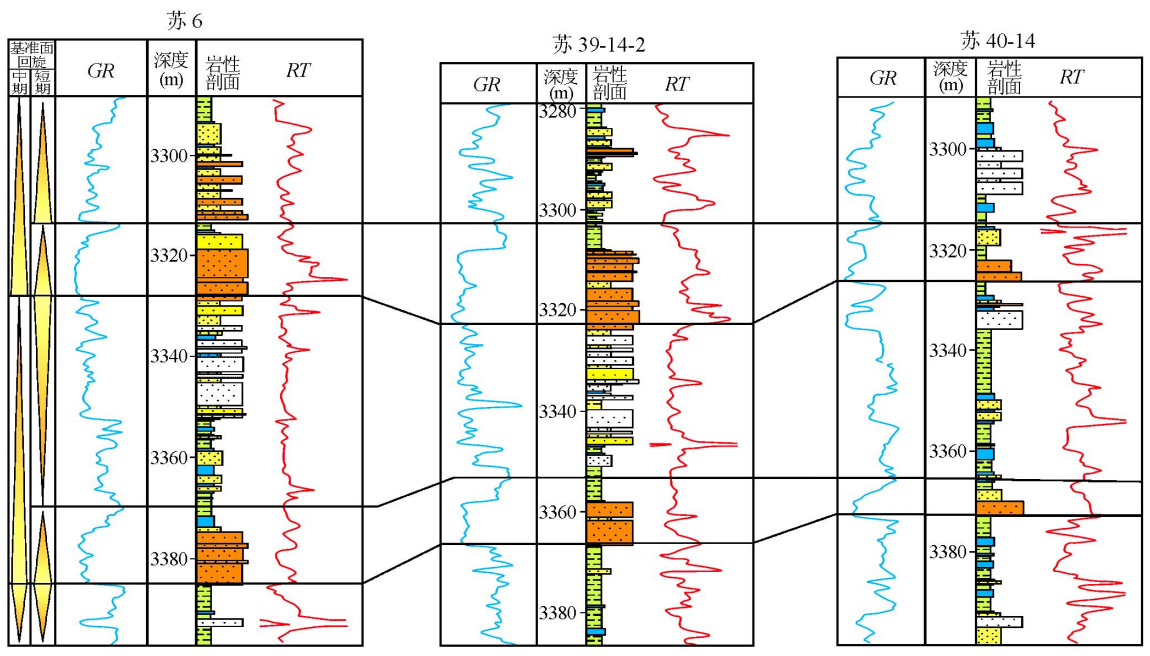 苏 6
基准面
回旋
中期
短期
GR
深度
(m)
岩性
剖面
RT
3300
3320
3340
3360
3380
苏 39-14-2
GR
深度
(m)
岩性
剖面
RT
3280
3300
3320
3340
3360
3380
苏 40-14
GR
深度
(m)
岩性
剖面
RT
3300
3320
3340
3360
3380